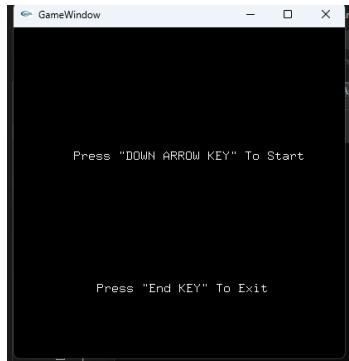 GameWindow
Press "DOWN ARROW KEY" To Start
Press "End KEY" To Exit